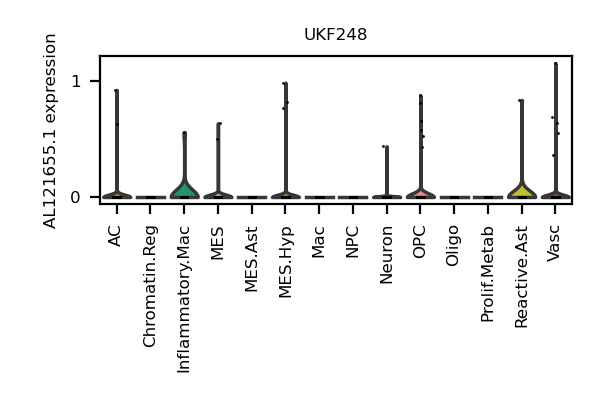 UKF248
AL121655.1 expression
1
0
AC
Chromatin.Reg
Inflammatory.Mac
MES
MES.Ast
MES.Hyp
Mac
NPC
Neuron
OPC
Oligo
Prolif.Metab
Reactive.Ast
Vasc